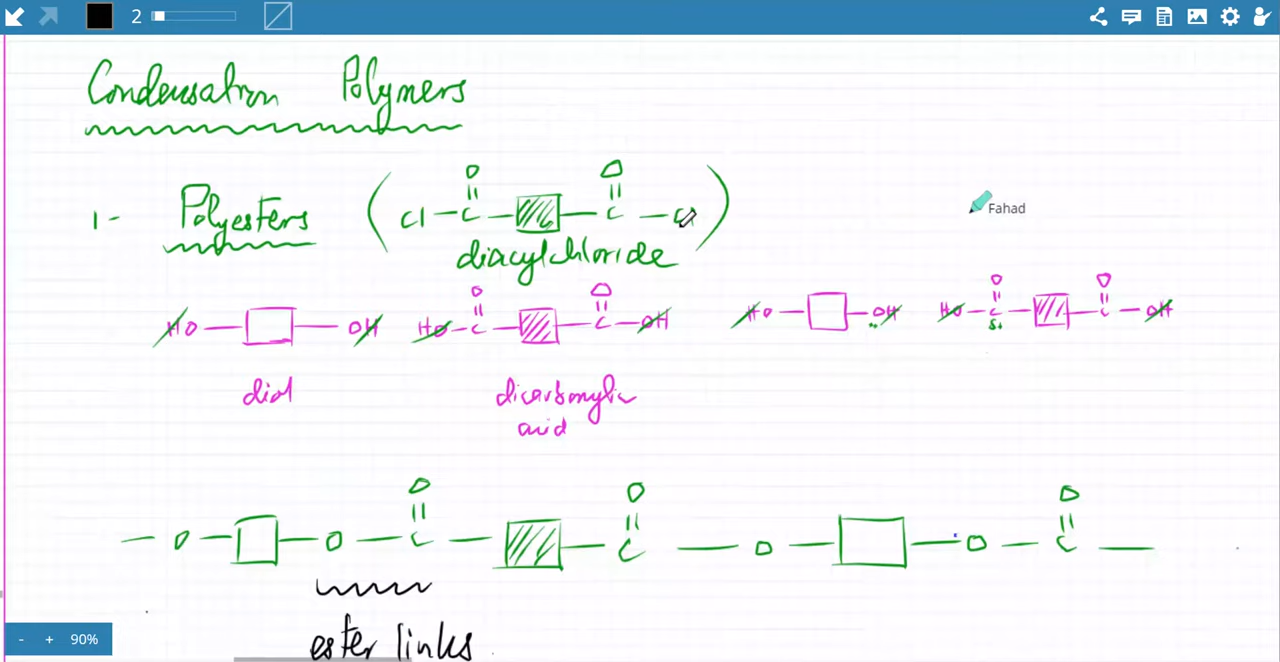 2
Condensation Polymers
O O
|| ||
1- Polyesters ( Cl - C - - C - Cl )
Fahad
diacylchloride
O O O O
|| || || ||
HO - - OH HO - C - - C - OH HO - - OH HO - C - - C - OH
δ+
diol dicarboxylic
acid
O O O
|| || ||
- O - - O - C - - C - O - - O - C -
ester links
- + 90%